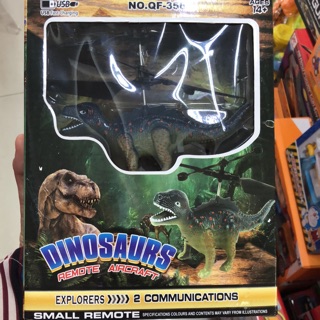 USB
NO.QF-356
AGES
14+
DINOSAURS
REMOTE AIRCRAFT
EXPLORERS 2 COMMUNICATIONS
SMALL REMOTE SPECIFICATIONS COLOURS AND CONTENTS MAY VARY FROM ILLUSTRATIONS